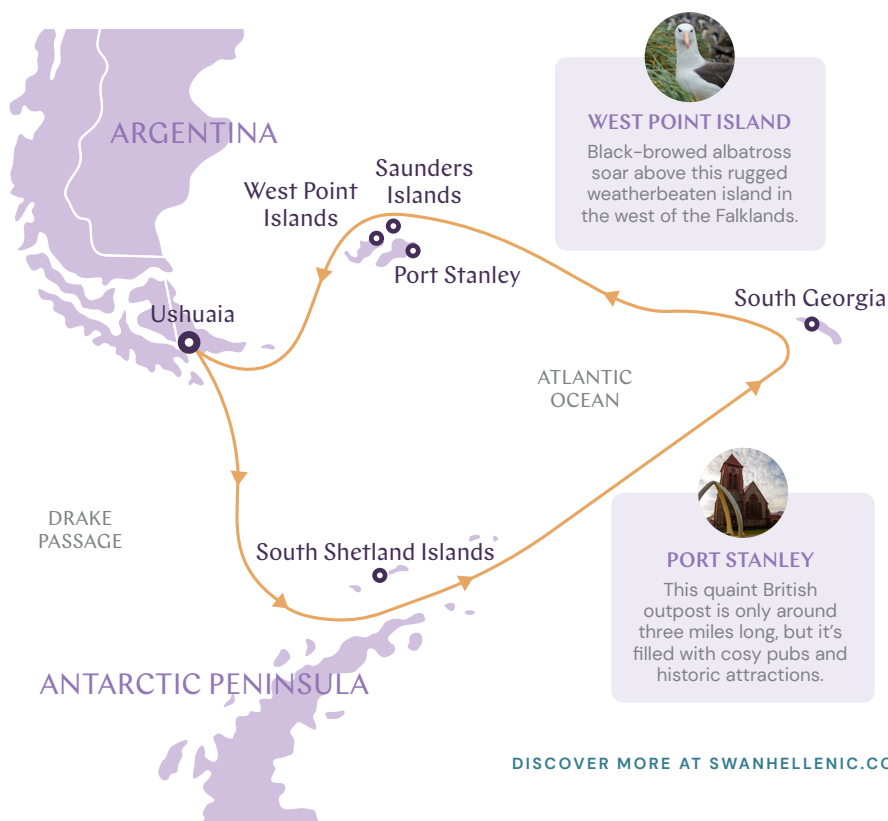 ARGENTINA
Saunders
Islands
West Point
Islands
Port Stanley
Ushuaia
WEST POINT ISLAND
Black-browed albatross
soar above this rugged
weatherbeaten island in
the west of the Falklands.
South Georgia
ATLANTIC
OCEAN
DRAKE
PASSAGE
South Shetland Islands
PORT STANLEY
This quaint British
outpost is only around
three miles long, but it's
filled with cosy pubs and
historic attractions.
ANTARCTIC PENINSULA
DISCOVER MORE AT SWANHELLENIC.CO